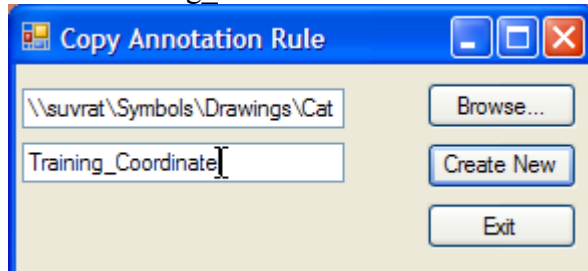 Copy Annotation Rule
\\suvrat\Symbols\Drawings\Cat
Browse...
Training_Coordinate
Create New
Exit